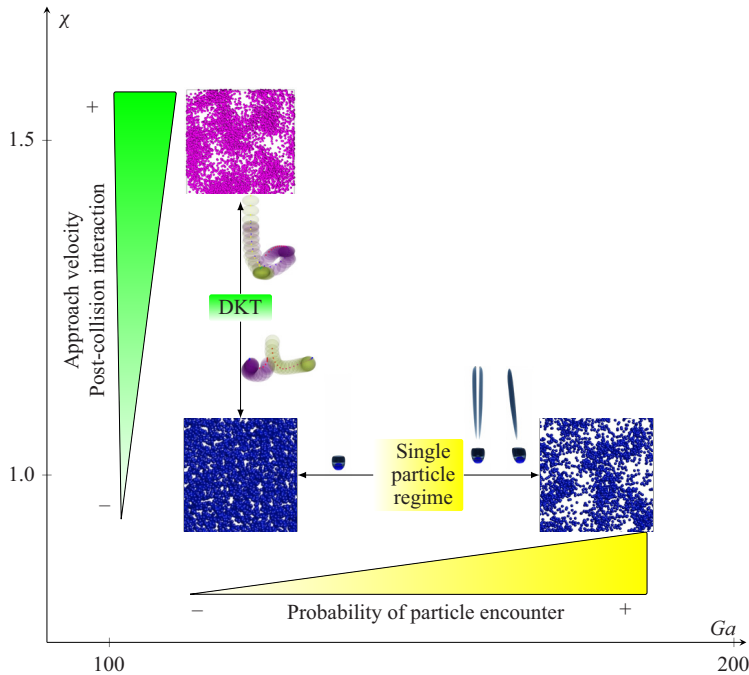 χ
+
1.5
Approach velocity
Post-collision interaction
DKT
Single
particle
regime
1.0
−
−
Probability of particle encounter
+
Ga
100
200